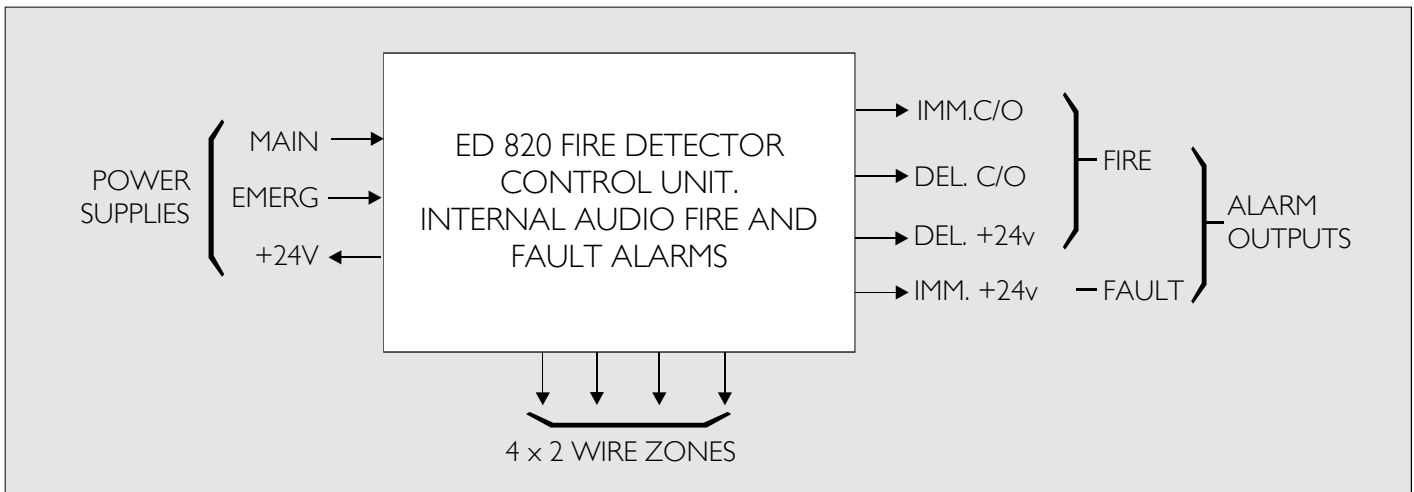 POWER
SUPPLIES
MAIN
EMERG
+24V
ED 820 FIRE DETECTOR
CONTROL UNIT.
INTERNAL AUDIO FIRE AND
FAULT ALARMS
IMM.C/O
DEL. C/O
DEL. +24v
IMM. +24v
FIRE
FAULT
ALARM
OUTPUTS
4 x 2 WIRE ZONES